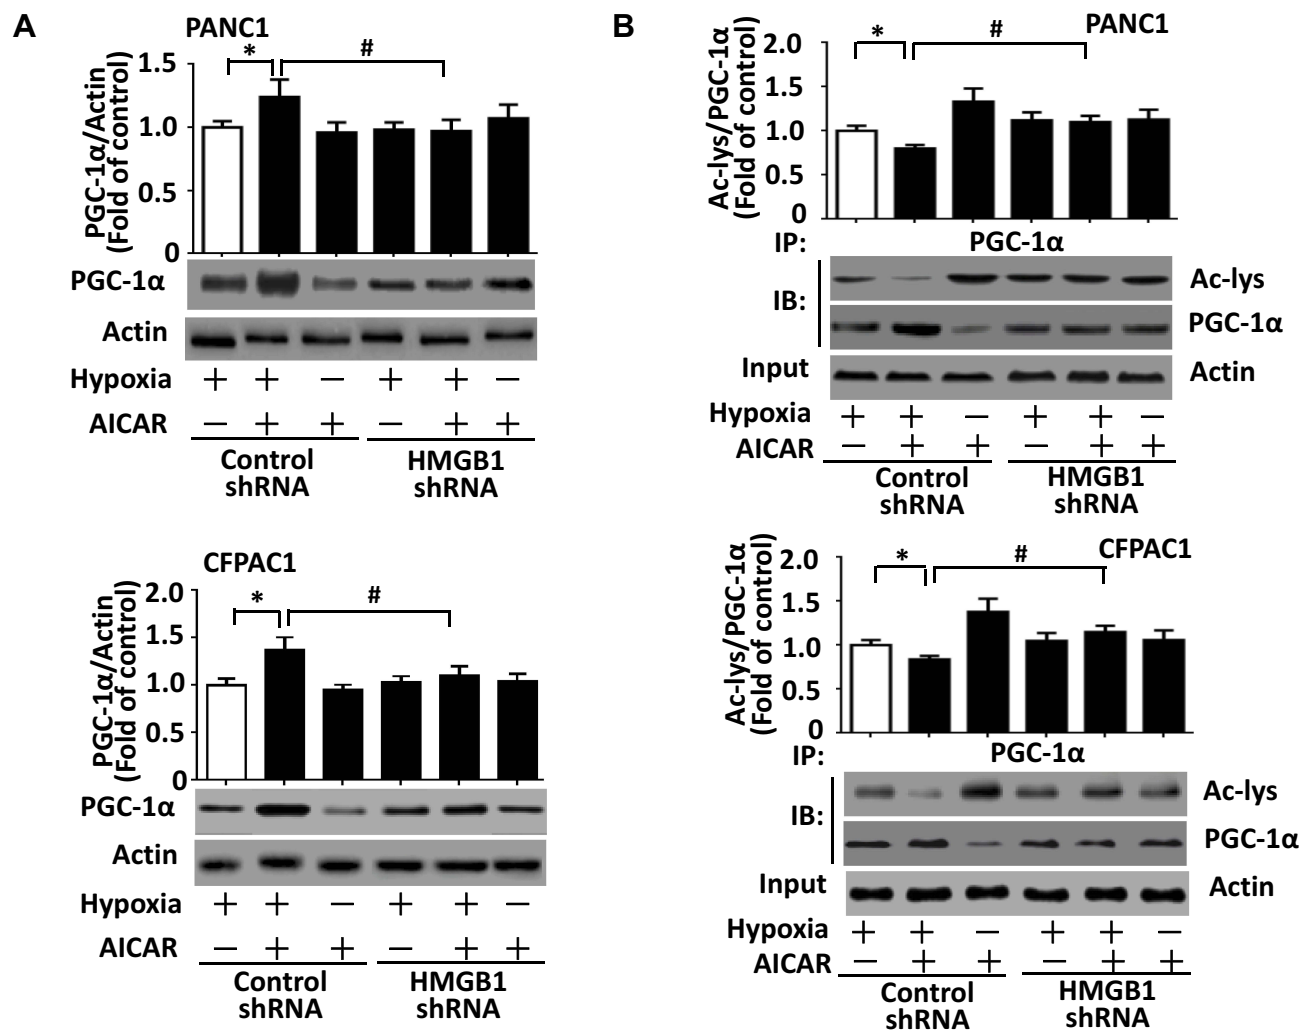 A
PANC1
PGC-1α/Actin
(Fold of control)
1.5
1.0
0.5
0
*
#
PGC-1α
Actin
Hypoxia + + − + + −
AICAR − + + − + +
Control
shRNA
HMGB1
shRNA
CFPAC1
PGC-1α/Actin
(Fold of control)
2.0
1.5
1.0
0.5
0
*
#
PGC-1α
Actin
Hypoxia + + − + + −
AICAR − + + − + +
Control
shRNA
HMGB1
shRNA
B
PANC1
Ac-lys/PGC-1α
(Fold of control)
2.0
1.5
1.0
0.5
0
*
#
IP: PGC-1α
IB:
Ac-lys
PGC-1α
Input
Actin
Hypoxia + + − + + −
AICAR − + + − + +
Control
shRNA
HMGB1
shRNA
CFPAC1
Ac-lys/PGC-1α
(Fold of control)
2.0
1.5
1.0
0.5
0
*
#
IP: PGC-1α
IB:
Ac-lys
PGC-1α
Input
Actin
Hypoxia + + − + + −
AICAR − + + − + +
Control
shRNA
HMGB1
shRNA